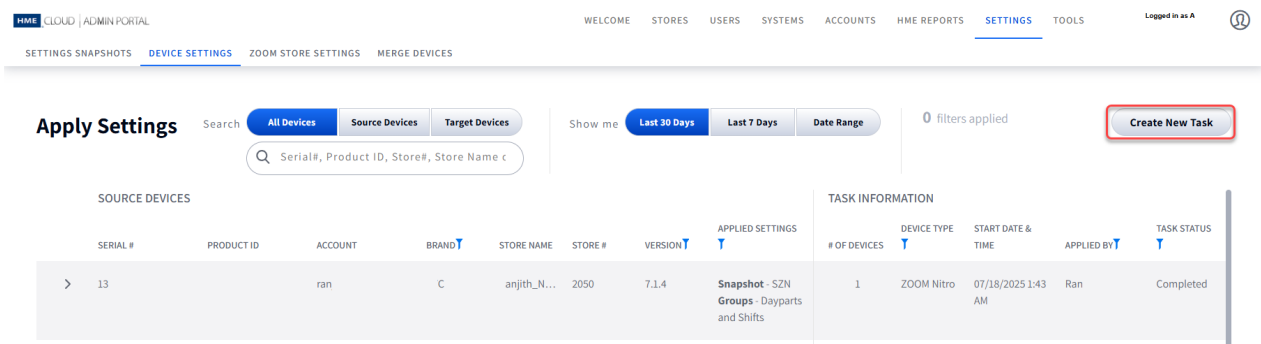 HME CLOUD | ADMIN PORTAL
WELCOME STORES USERS SYSTEMS ACCOUNTS HME REPORTS SETTINGS TOOLS Logged in as A
SETTINGS SNAPSHOTS DEVICE SETTINGS ZOOM STORE SETTINGS MERGE DEVICES
Apply Settings Search All Devices Source Devices Target Devices Show me Last 30 Days Last 7 Days Date Range 0 filters applied Create New Task
Serial#, Product ID, Store#, Store Name c
SOURCE DEVICES TASK INFORMATION
SERIAL # PRODUCT ID ACCOUNT BRAND STORE NAME STORE # VERSION APPLIED SETTINGS # OF DEVICES DEVICE TYPE START DATE & TIME APPLIED BY TASK STATUS
13 ran C anjith_N... 2050 7.1.4 Snapshot - SZN 1 ZOOM Nitro 07/18/2025 1:43 Ran Completed
Groups - Dayparts AM
and Shifts